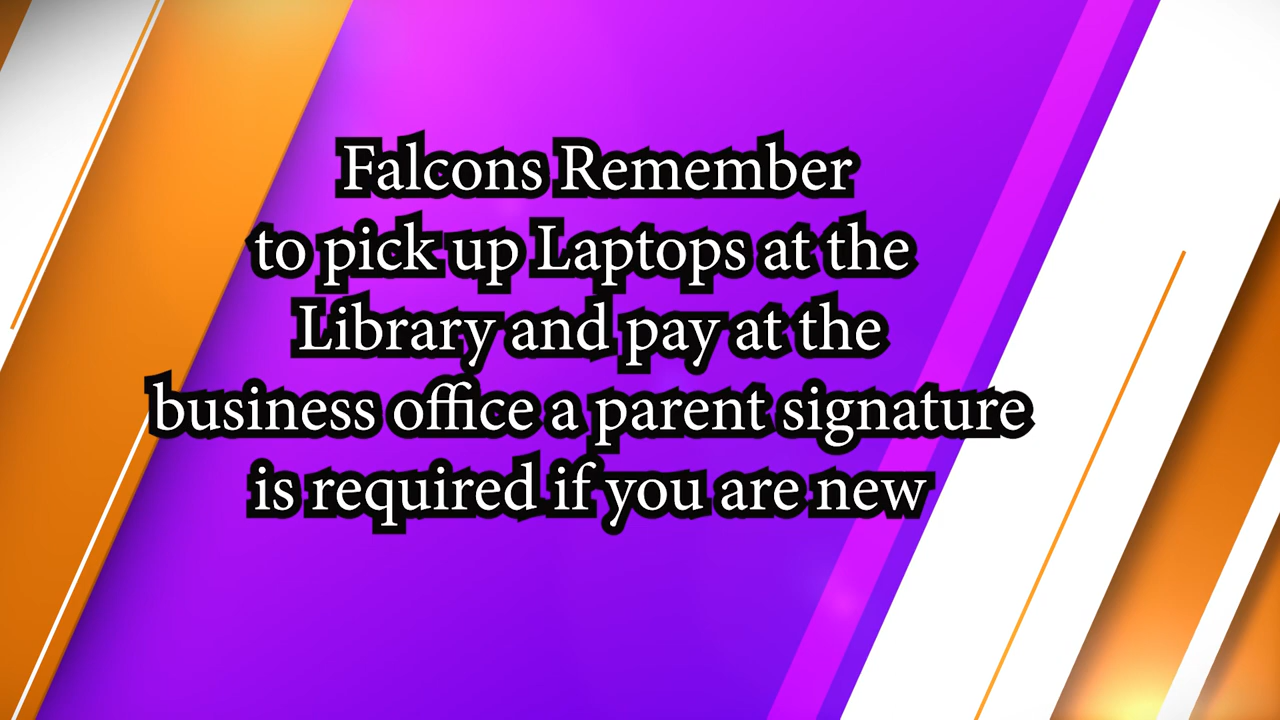 Falcons Remember
to pick up Laptops at the
Library and pay at the
business office a parent signature
is required if you are new